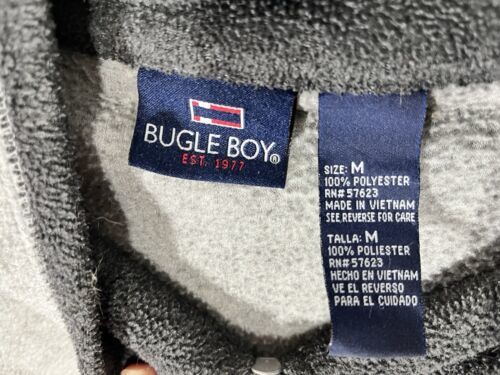 BUGLE BOY®
EST. 1977
SIZE: M
100% POLYESTER
RN# 57623
MADE IN VIETNAM
SEE REVERSE FOR CARE
TALLA: M
100% POLIESTER
RN# 57623
HECHO EN VIETNAM
VE EL REVERSO
PARA EL CUIDADO